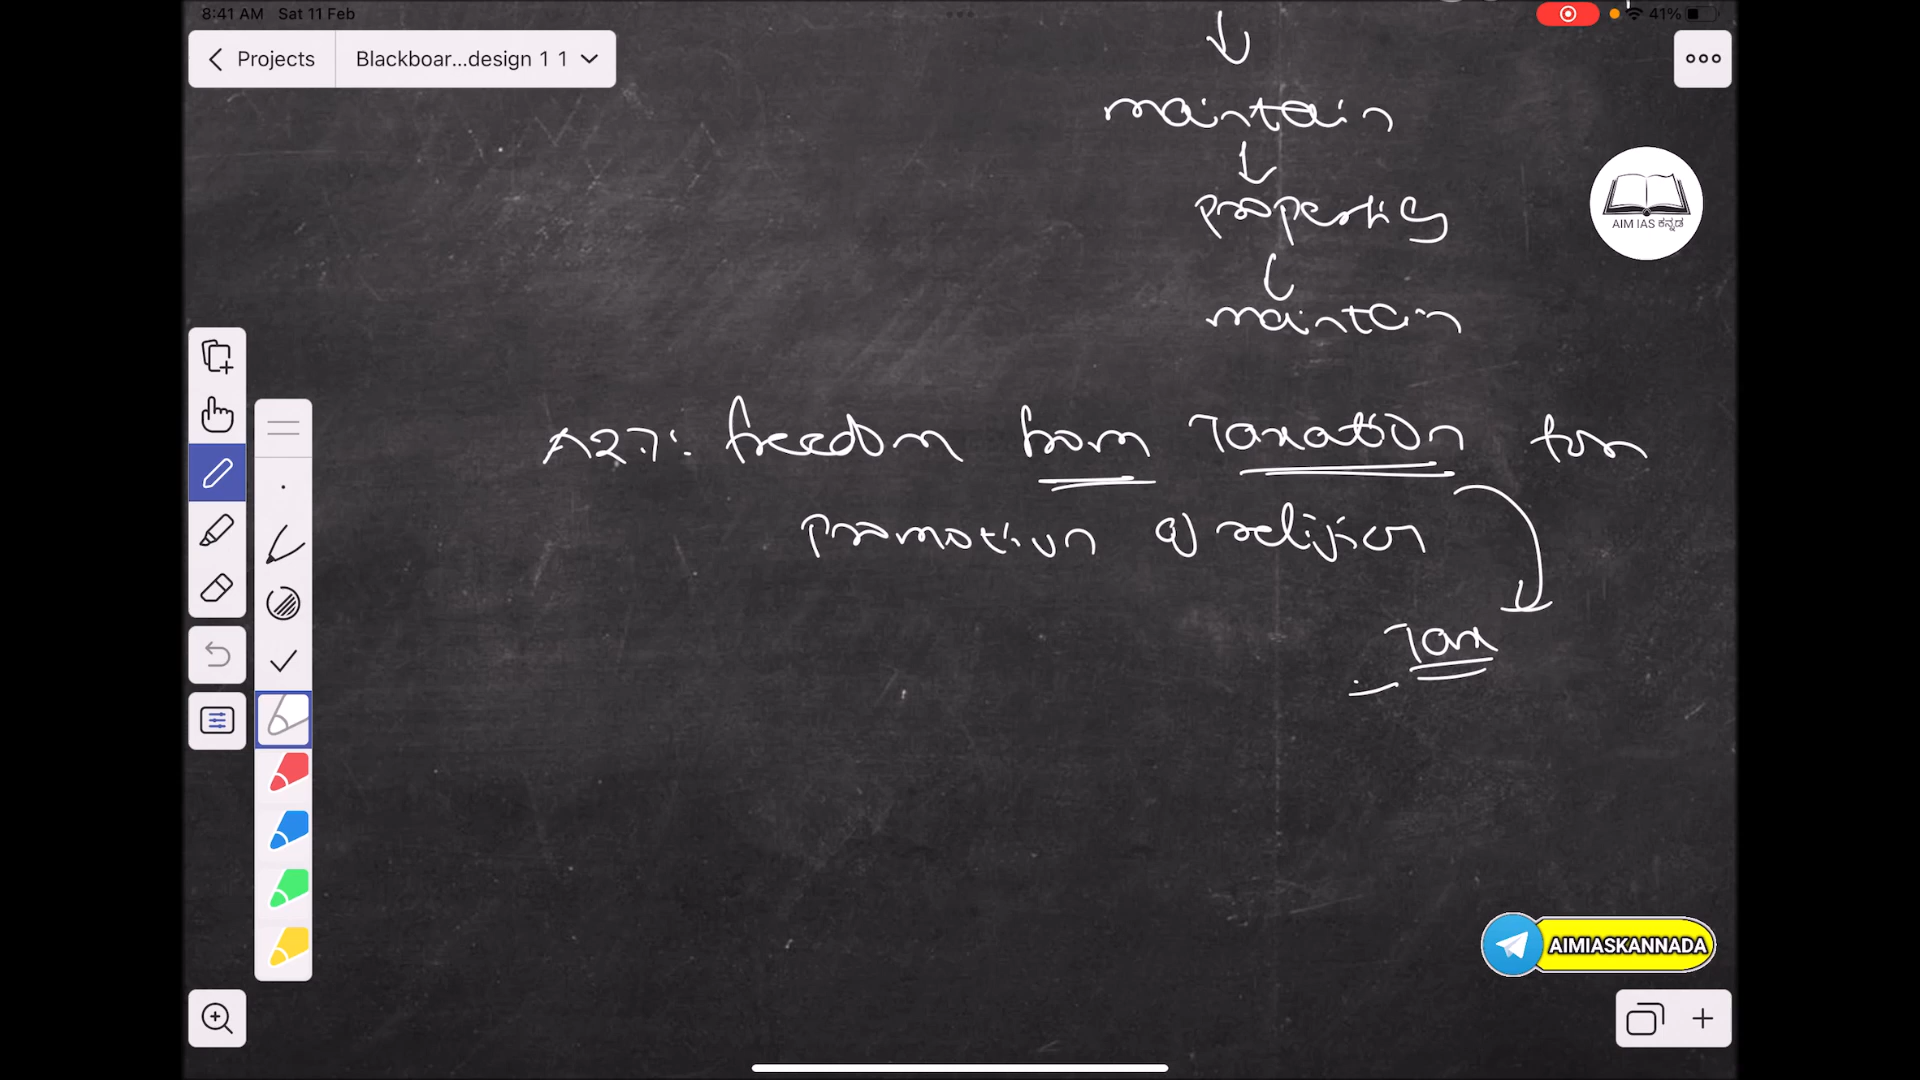 8:41 AM Sat 11 Feb
41%
Projects
Blackboar...design 1 1
maintain
properties
maintain
AIM IAS ಕನ್ನಡ
A27: freedom from Taxation for
promotion of religion
Tax
AIMIASKANNADA